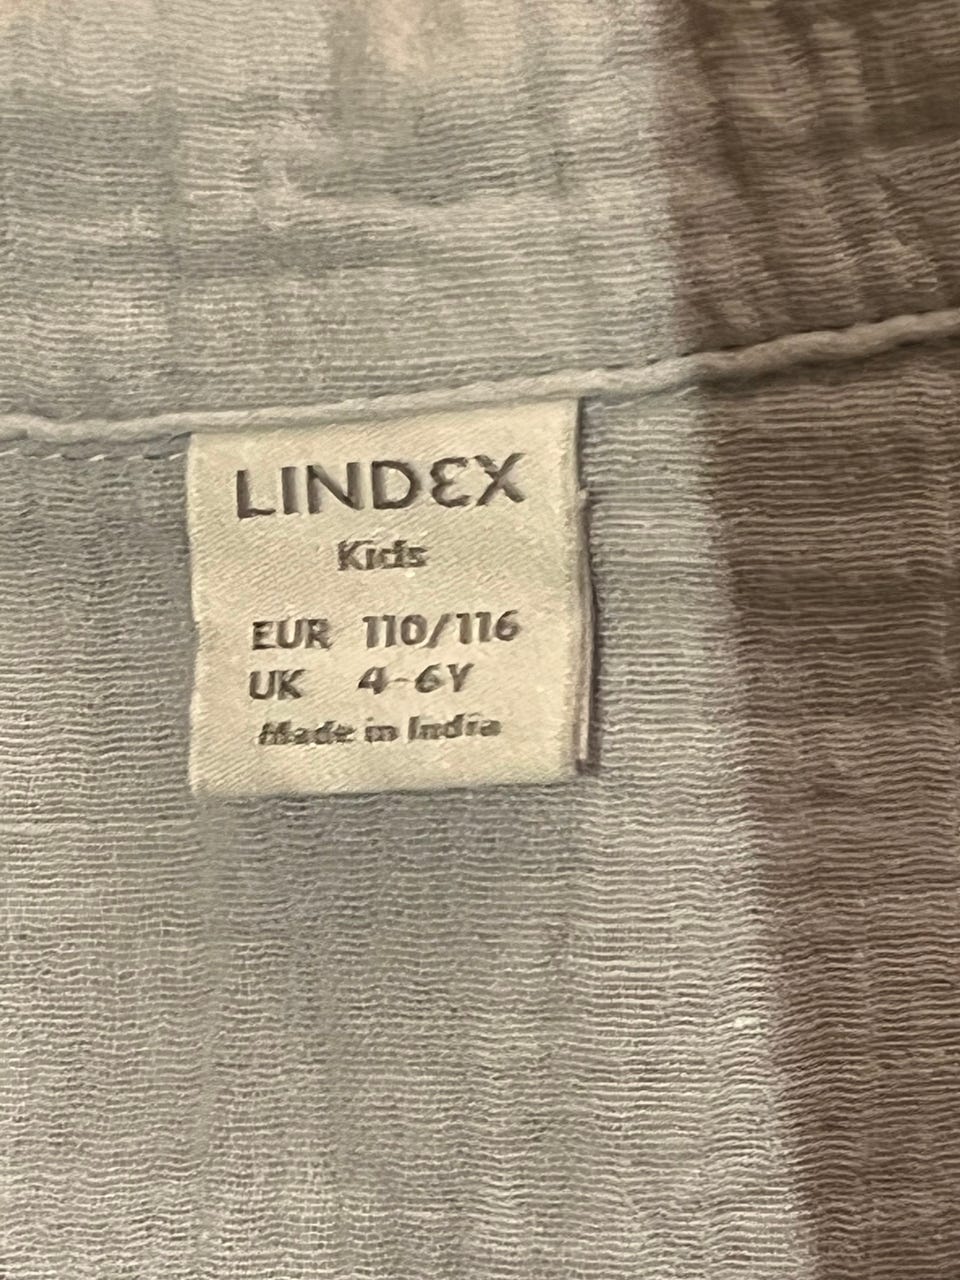 LINDEX
Kids
EUR 110/116
UK 4-6Y
Made in India